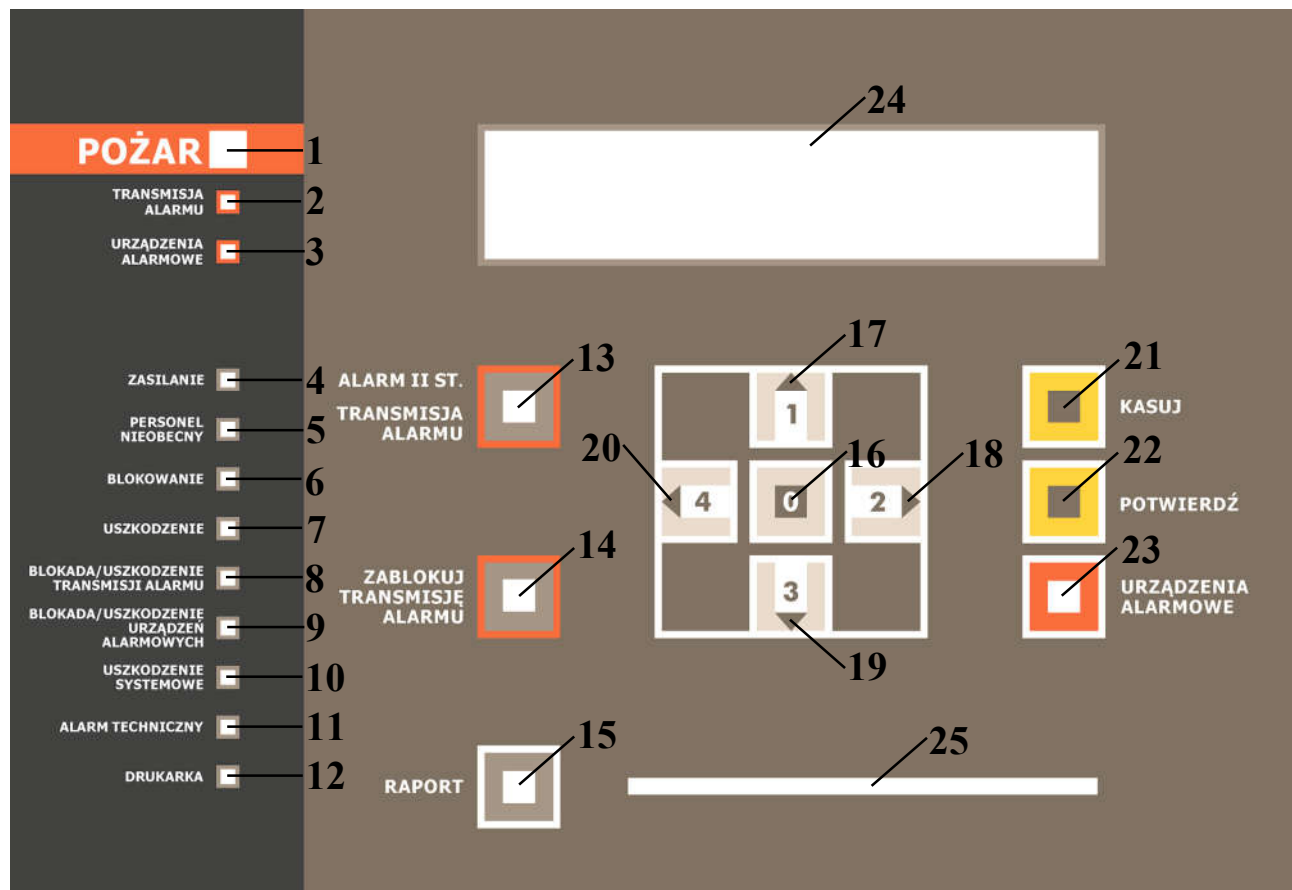 24
POŻAR 1
TRANSMISJA
ALARMU
2
URZĄDZENIA
ALARMOWE
3
ZASILANIE 4
PERSONEL
NIEOBECNY
5
BLOKOWANIE 6
USZKODZENIE 7
BLOKADA/USZKODZENIE
TRANSMISJI ALARMU
8
BLOKADA/USZKODZENIE
URZĄDZEŃ
ALARMOWYCH
9
USZKODZENIE
SYSTEMOWE
10
ALARM TECHNICZNY 11
DRUKARKA 12
ALARM II ST.
TRANSMISJA
ALARMU
13
ZABLOKUJ
TRANSMISJĘ
ALARMU
14
RAPORT
15
17
1
20
4
16
0
18
2
3
19
21
KASUJ
22
POTWIERDŹ
23
URZĄDZENIA
ALARMOWE
25